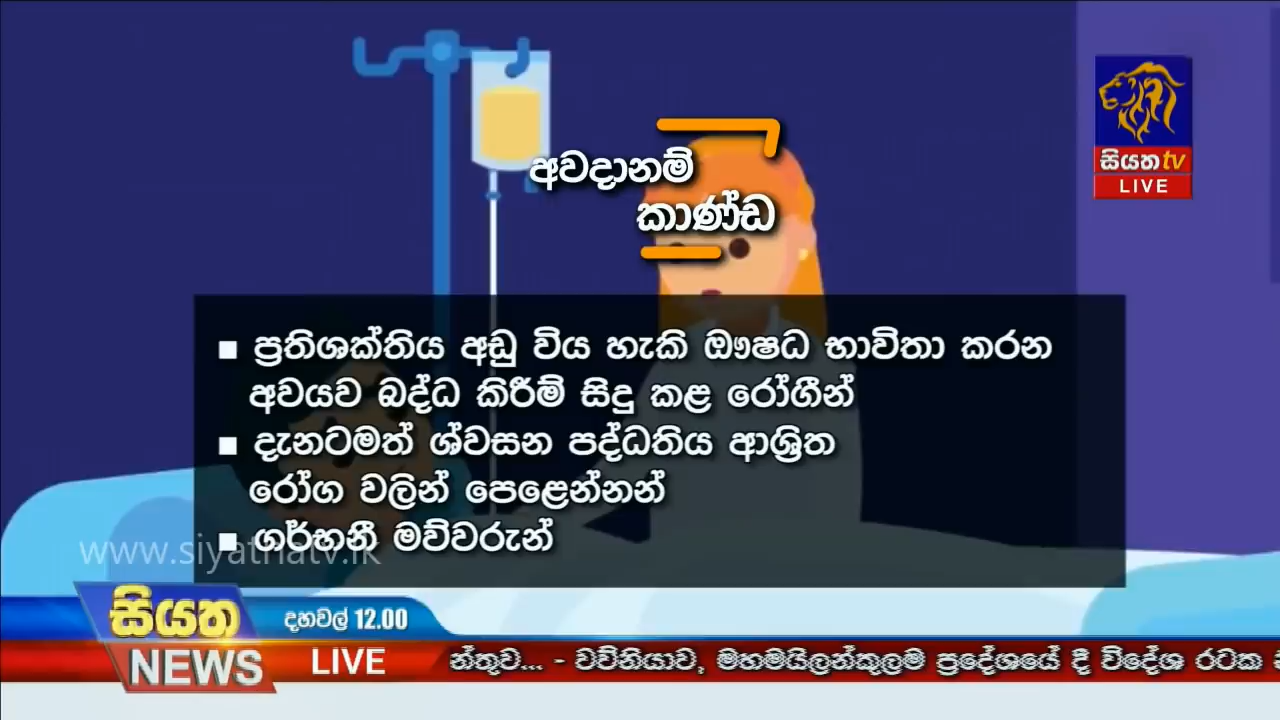 සියත tv
LIVE
අවදානම්
කාණ්ඩ
■ ප්‍රතිශක්තිය අඩු විය හැකි ඖෂධ භාවිතා කරන
අවයව බද්ධ කිරීම් සිදු කළ රෝගීන්
■ දැනටමත් ශ්වසන පද්ධතිය ආශ්‍රිත
රෝග වලින් පෙළෙන්නන්
■ ගර්භනී මව්වරුන්
www.siyathatv.lk
සියත දහවල් 12.00
NEWS LIVE න්තුව... - වව්නියාව, මහමයිලන්කුලම ප්‍රදේශයේ දී විදේශ රටක